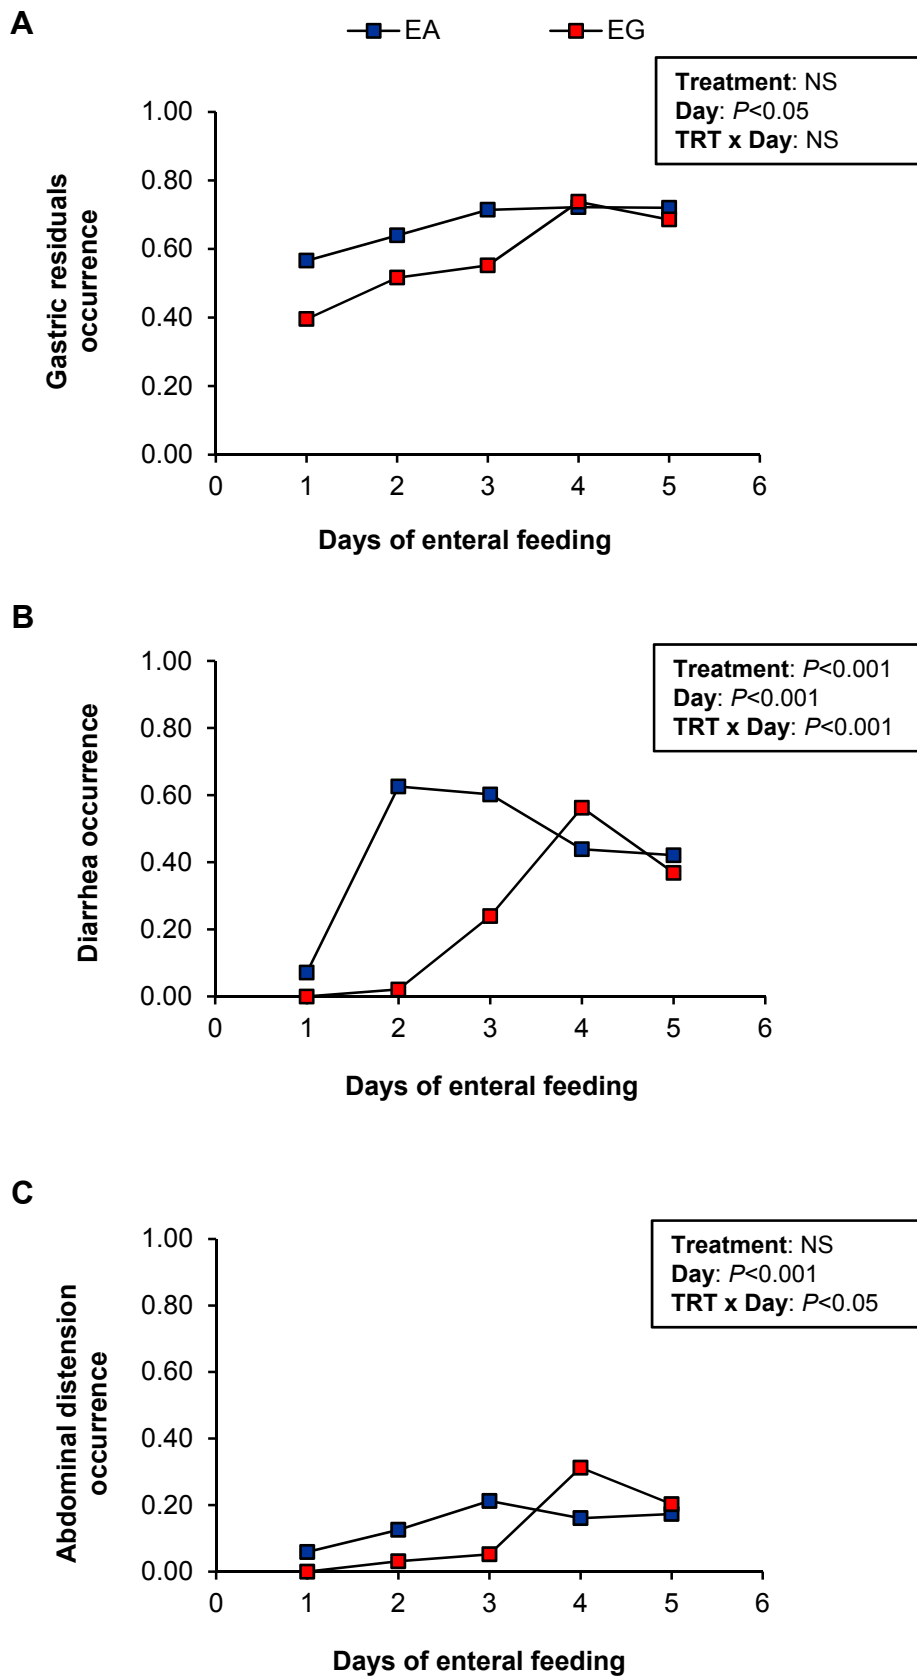 A
EA
EG
Treatment: NS
Day: P<0.05
TRT x Day: NS
1.00
0.80
0.60
0.40
0.20
0.00
Gastric residuals
occurrence
0 1 2 3 4 5 6
Days of enteral feeding
B
Treatment: P<0.001
Day: P<0.001
TRT x Day: P<0.001
1.00
0.80
0.60
0.40
0.20
0.00
Diarrhea occurrence
0 1 2 3 4 5 6
Days of enteral feeding
C
Treatment: NS
Day: P<0.001
TRT x Day: P<0.05
1.00
0.80
0.60
0.40
0.20
0.00
Abdominal distension
occurrence
0 1 2 3 4 5 6
Days of enteral feeding